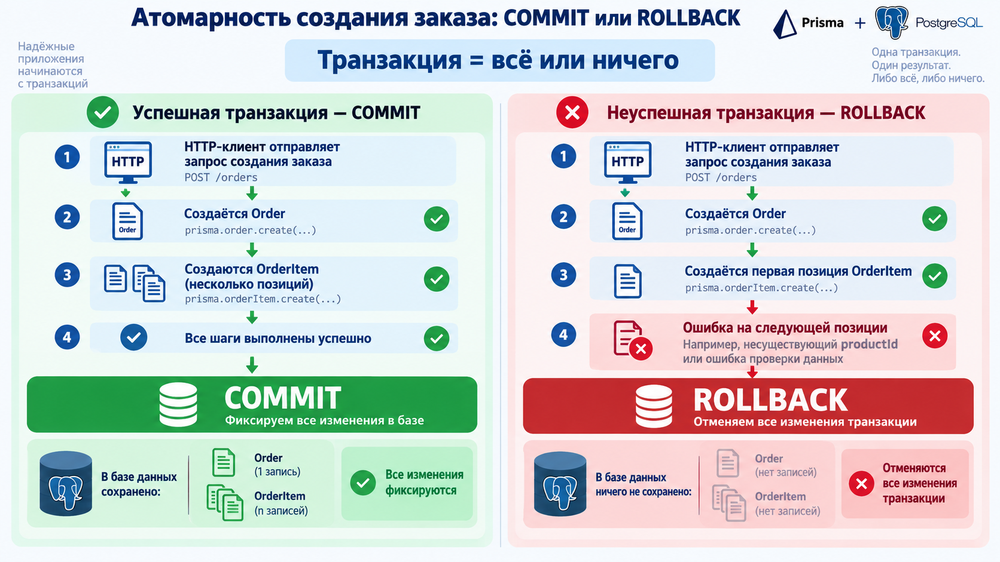 Атомарность создания заказа: COMMIT или ROLLBACK
Prisma + PostgreSQL
Надёжные
приложения
начинаются
с транзакций
Транзакция = всё или ничего
Одна транзакция.
Один результат.
Либо всё, либо ничего.
Успешная транзакция — COMMIT
1
HTTP
HTTP-клиент отправляет
запрос создания заказа
POST /orders
2
Order
Создаётся Order
prisma.order.create(...)
3
Создаются OrderItem
(несколько позиций)
prisma.orderItem.create(...)
4
Все шаги выполнены успешно
COMMIT
Фиксируем все изменения в базе
В базе данных
сохранено:
Order
(1 запись)
OrderItem
(n записей)
Все изменения
фиксируются
Неуспешная транзакция — ROLLBACK
1
HTTP
HTTP-клиент отправляет
запрос создания заказа
POST /orders
2
Order
Создаётся Order
prisma.order.create(...)
3
Создаётся первая позиция OrderItem
prisma.orderItem.create(...)
4
Ошибка на следующей позиции
Например, несуществующий productId
или ошибка проверки данных
ROLLBACK
Отменяем все изменения транзакции
В базе данных
ничего не сохранено:
Order
(нет записей)
OrderItem
(нет записей)
Отменяются
все изменения
транзакции